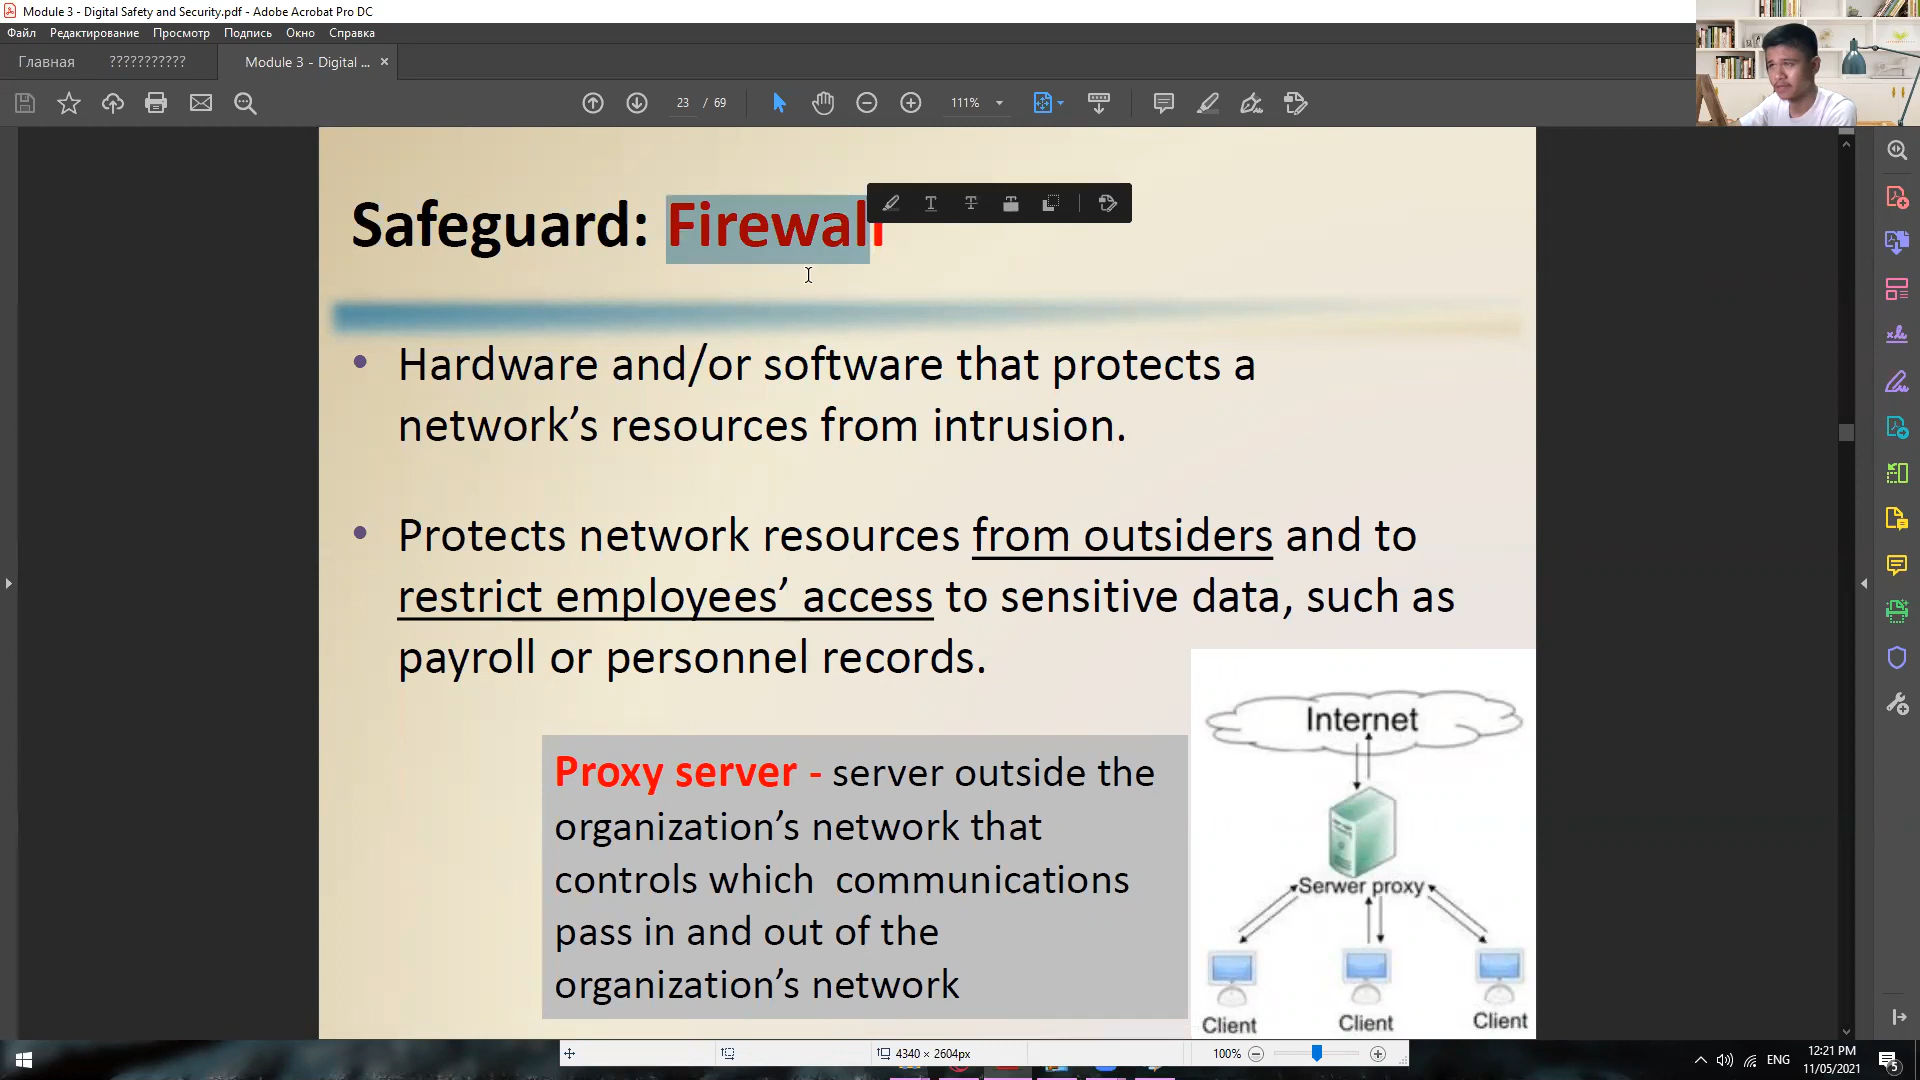 Module 3 - Digital Safety and Security.pdf - Adobe Acrobat Pro DC
Файл Редактирование Просмотр Подпись Окно Справка
Главная ??????????? Module 3 - Digital ... ×
23 / 69 111%
Safeguard: Firewall
• Hardware and/or software that protects a
network’s resources from intrusion.
• Protects network resources from outsiders and to
restrict employees’ access to sensitive data, such as
payroll or personnel records.
Proxy server - server outside the
organization’s network that
controls which communications
pass in and out of the
organization’s network
Internet
Serwer proxy
Client Client Client
4340 × 2604px 100%
ENG 12:21 PM
11/05/2021
5